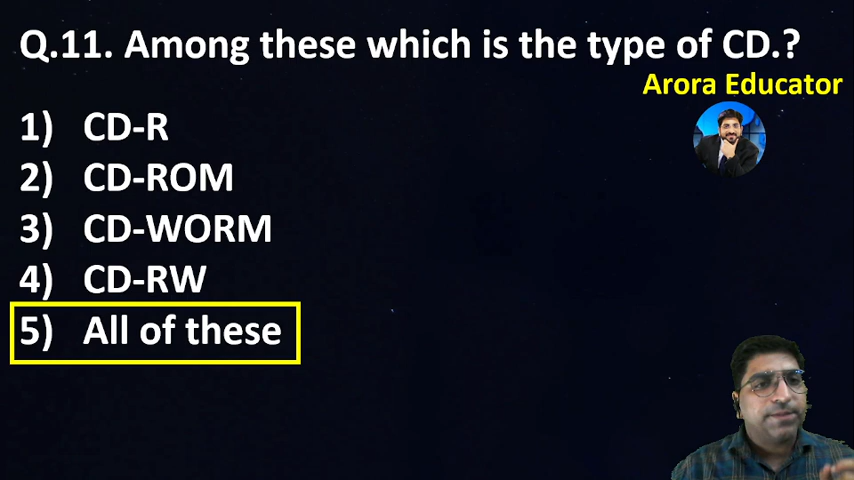 Q.11. Among these which is the type of CD.?
Arora Educator
1) CD-R
2) CD-ROM
3) CD-WORM
4) CD-RW
5) All of these